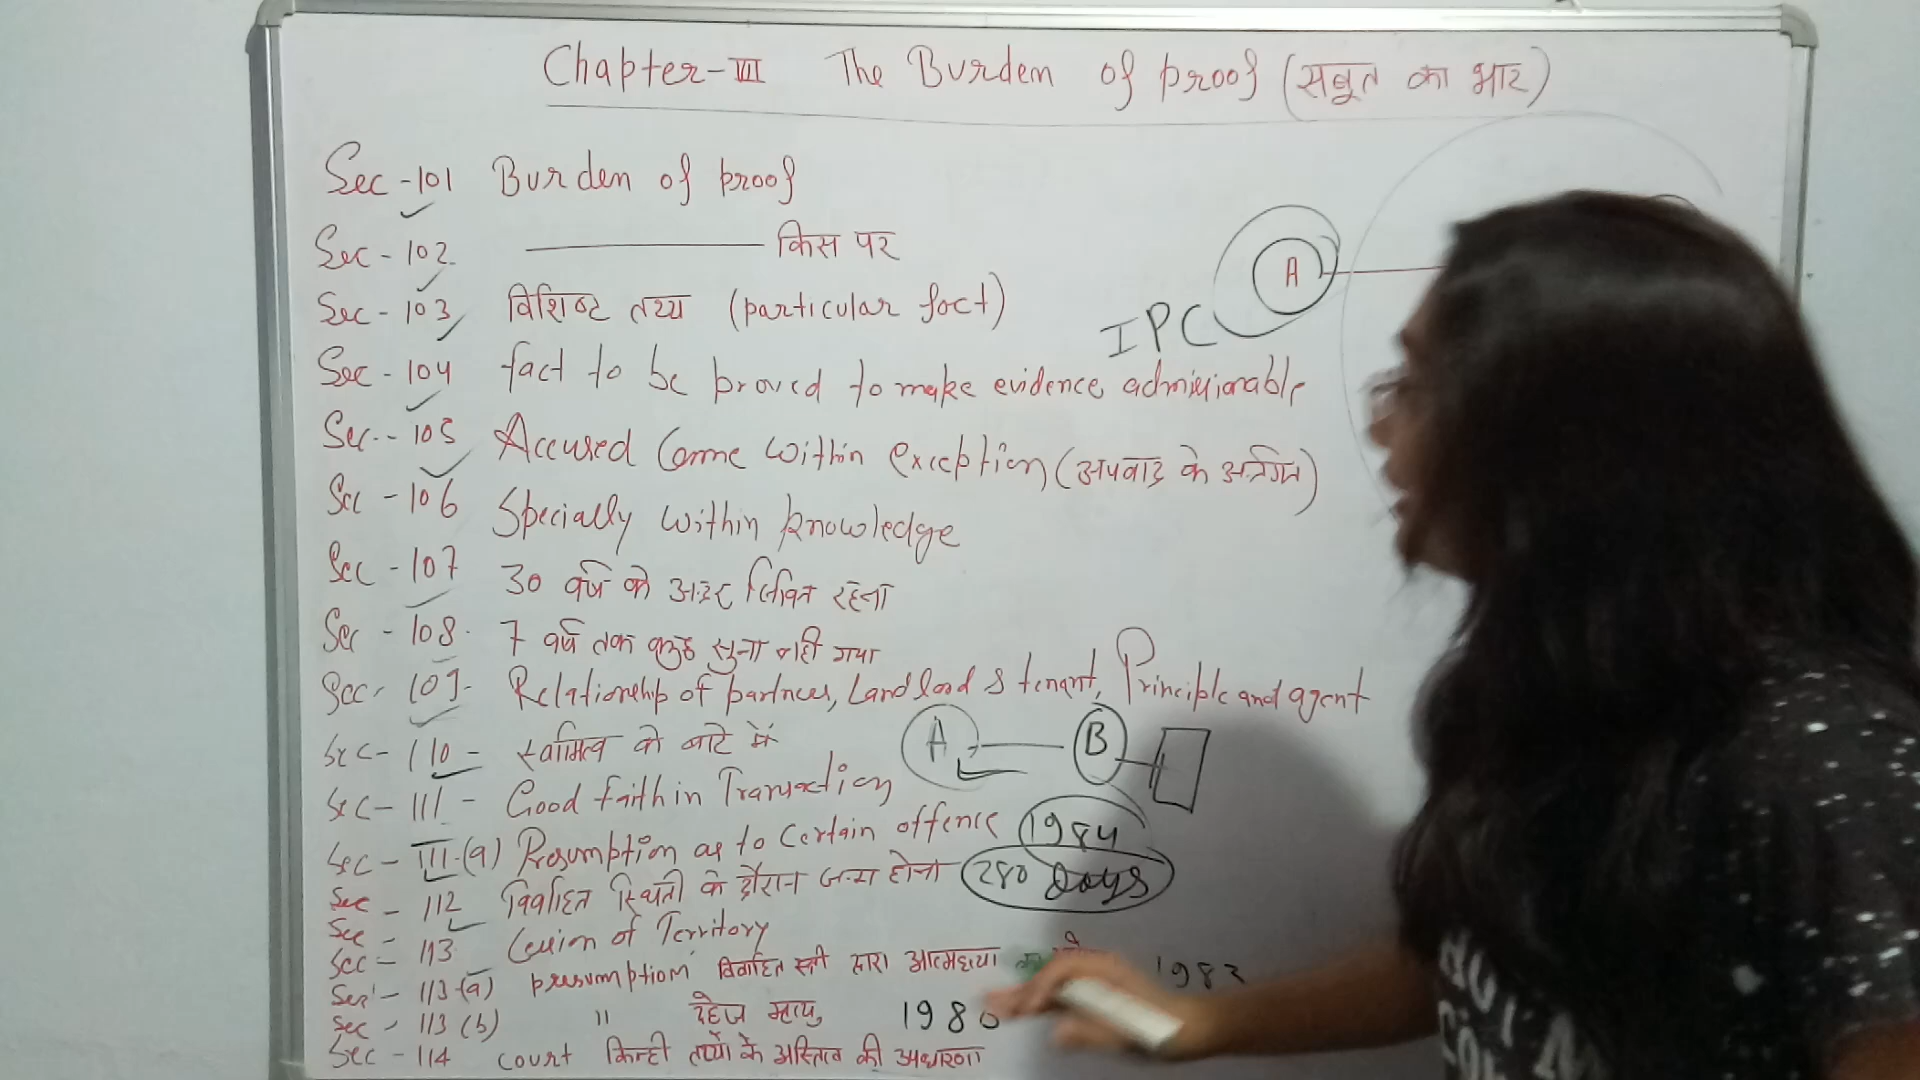 Chapter-VII The Burden of proof (सबूत का भार)
Sec-101 Burden of proof
Sec-102. ———— किस पर
A
Sec-103 विशिष्ट तथ्य (particular fact)
IPC
Sec-104 fact to be proved to make evidence admissionable
Sec-105 Accused Come within exception (अपवाद के अन्तर्गत)
Sec-106 Specially within knowledge
Sec-107 30 वर्ष के अन्दर जिवित रहना
Sec-108. 7 वर्ष तक कुछ सुना नही गया
Sec-109- Relationship of partners, Landlord & tenant, Principle and agent
Sec-110- स्वामित्व के बारे में A B
Sec-111- Good faith in Transaction
Sec-111-(a) Presumption as to certain offence 1984
Sec-112 विवाहित स्थिती के दौरान जन्म होना 280 Days
Sec-113. Cession of Territory
Sec-113-(a) presumption विवाहित स्त्री द्वारा आत्महत्या 1983
Sec-113(b) " दहेज मृत्यु 1980
Sec-114 court किन्ही तथ्यों के अस्तित्व की अवधारणा